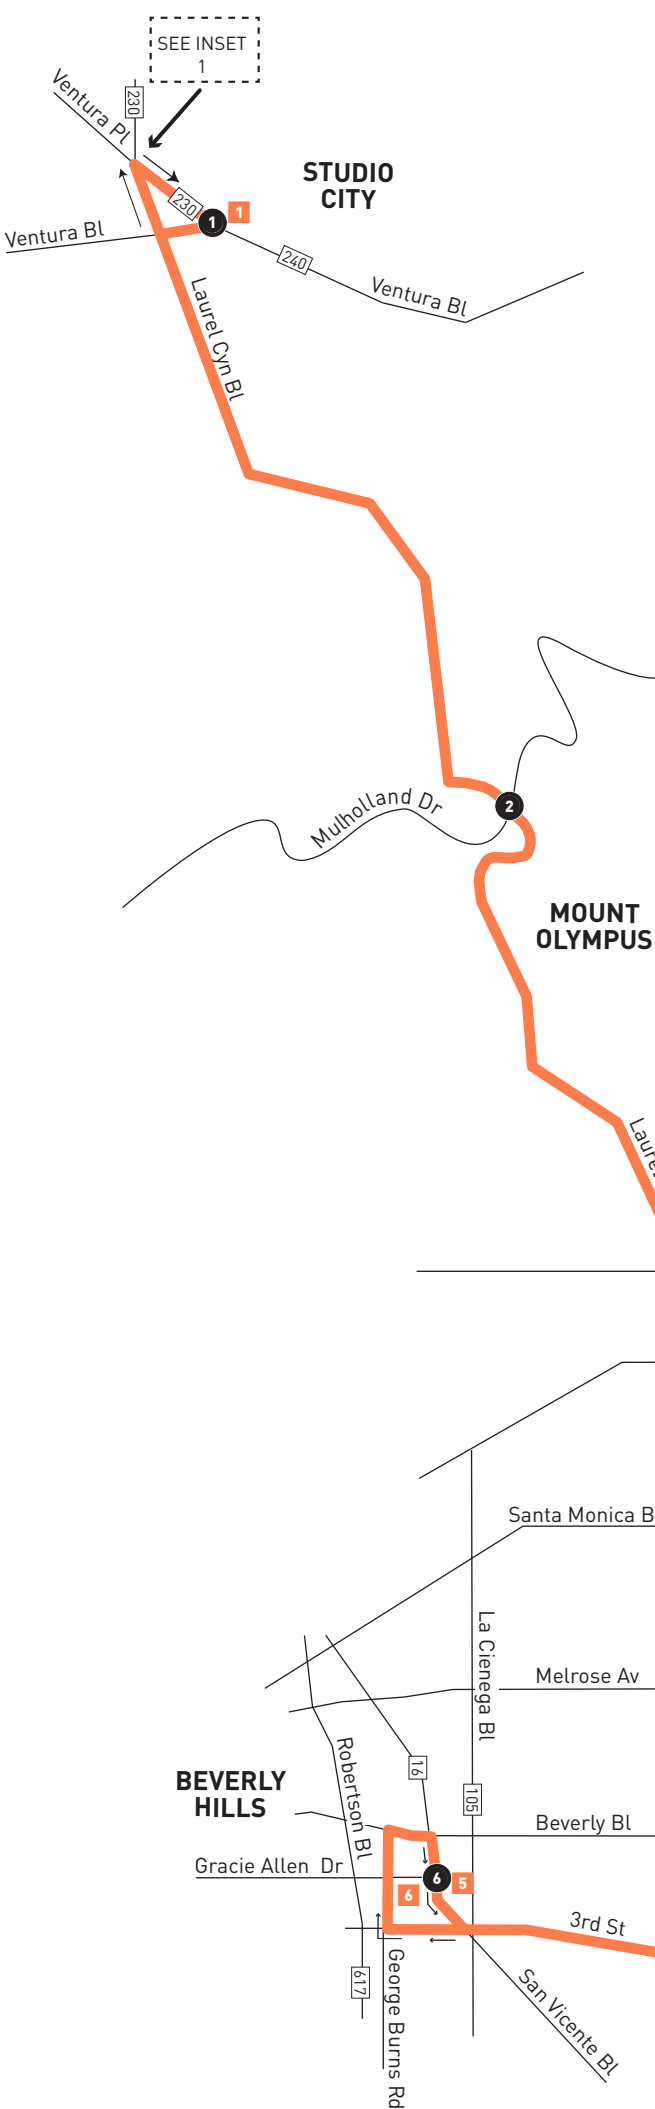 SEE INSET
1
Ventura Pl
230
STUDIO
CITY
230
1
1
Ventura Bl
240
Ventura Bl
Laurel Cyn Bl
2
Mulholland Dr
MOUNT
OLYMPUS
Laurel
Santa Monica B
La Cienega Bl
Melrose Av
Robertson Bl
16
BEVERLY
HILLS
105
Beverly Bl
Gracie Allen Dr
6
5
6
3rd St
617
George Burns Rd
San Vicente Bl